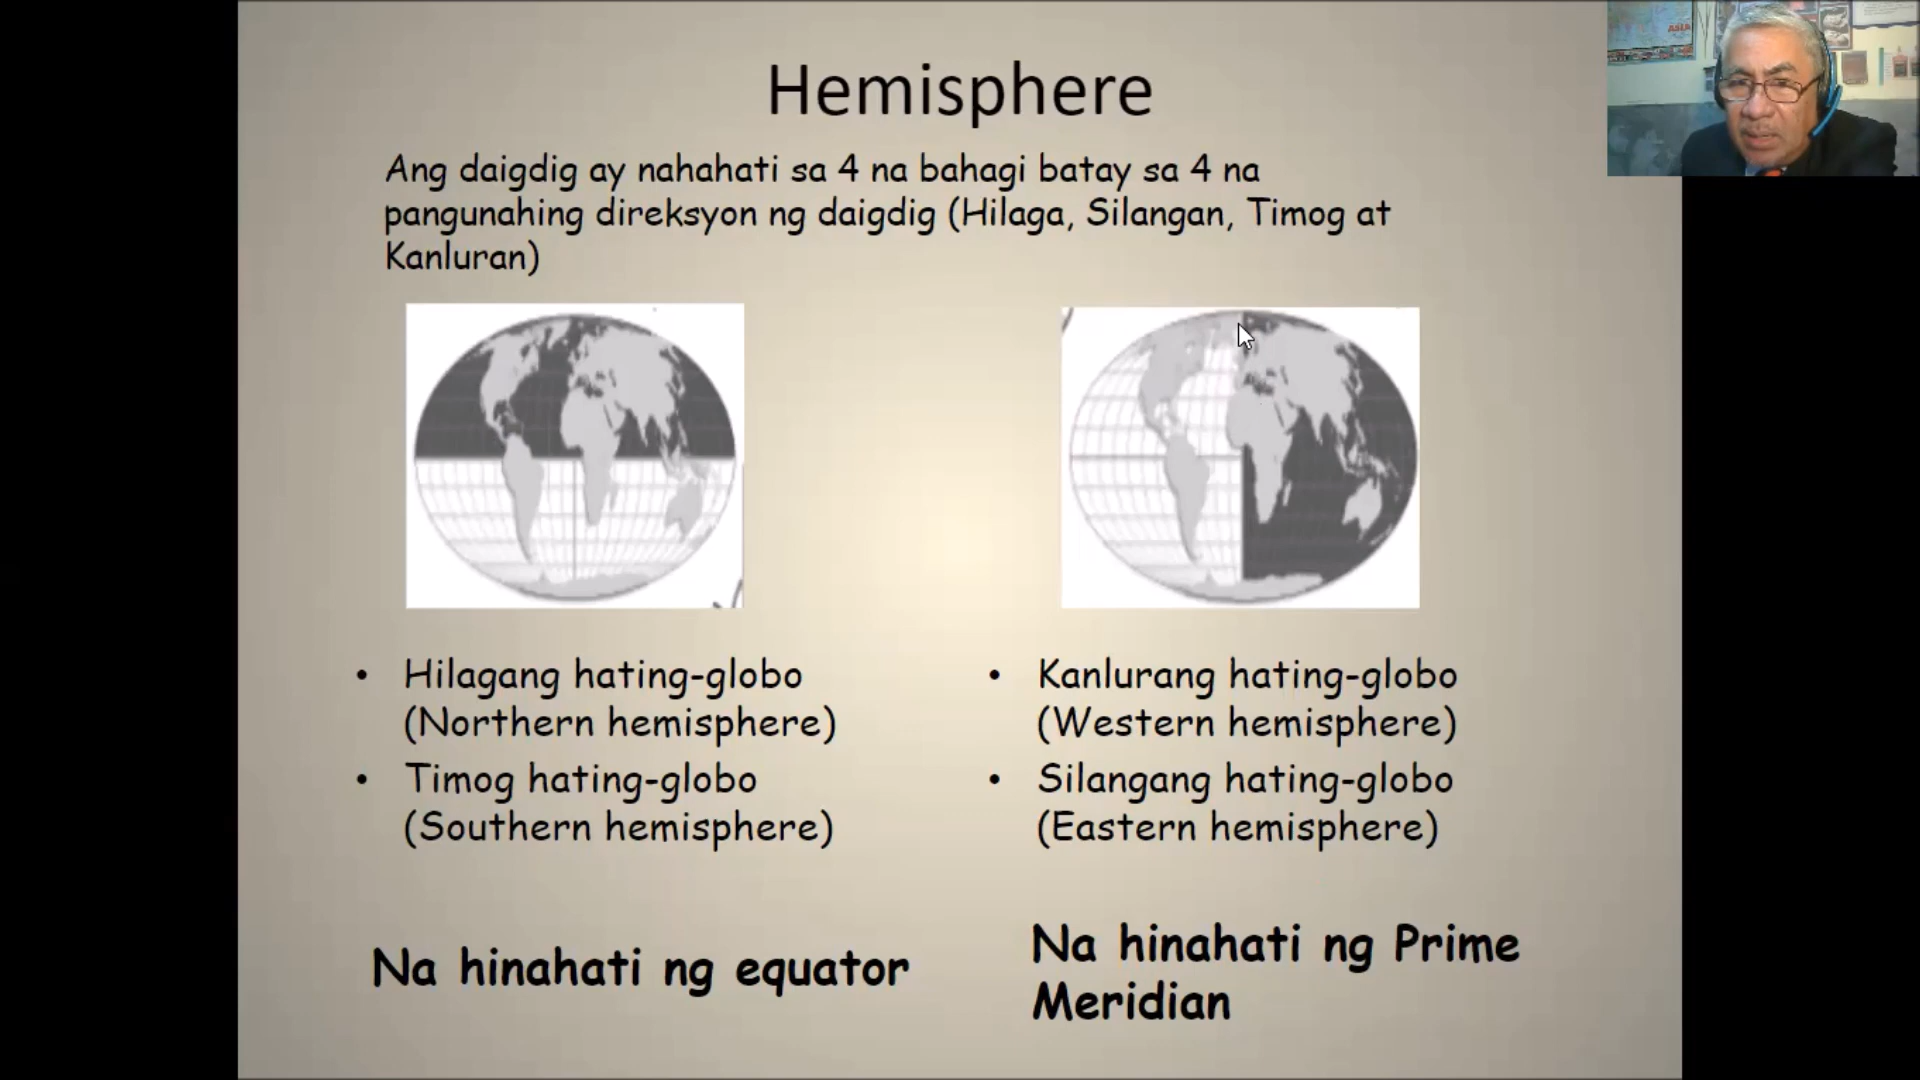 Hemisphere
Ang daigdig ay nahahati sa 4 na bahagi batay sa 4 na
pangunahing direksyon ng daigdig (Hilaga, Silangan, Timog at
Kanluran)
• Hilagang hating-globo
(Northern hemisphere)
• Timog hating-globo
(Southern hemisphere)
Na hinahati ng equator
• Kanlurang hating-globo
(Western hemisphere)
• Silangang hating-globo
(Eastern hemisphere)
Na hinahati ng Prime
Meridian
ASIA